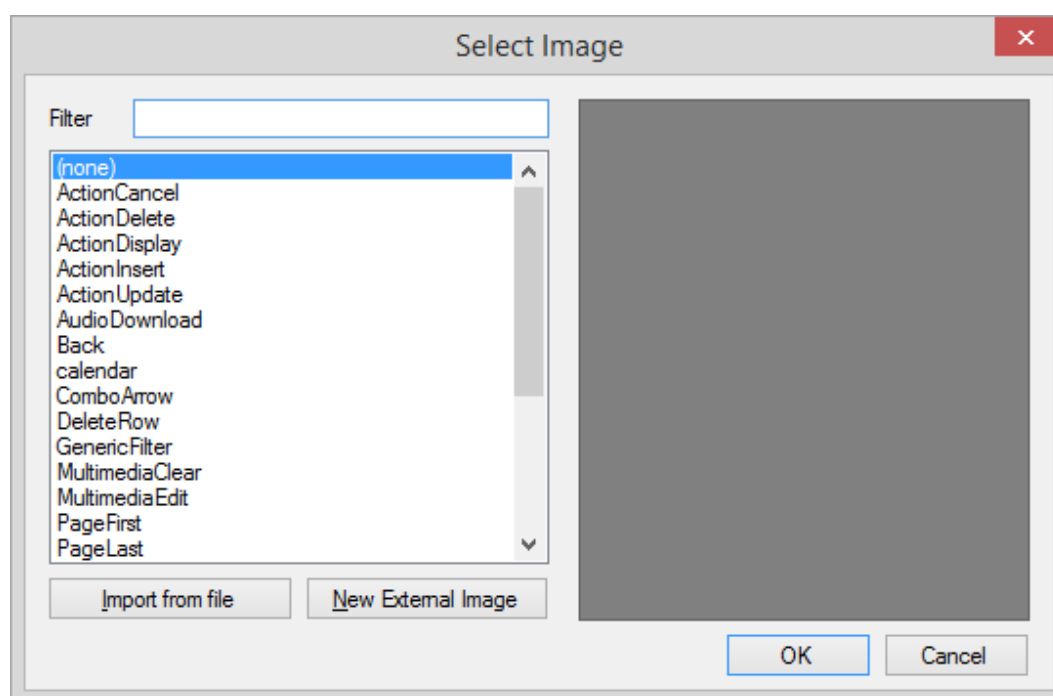 Select Image
Filter
(none)
ActionCancel
ActionDelete
ActionDisplay
ActionInsert
ActionUpdate
AudioDownload
Back
calendar
ComboArrow
DeleteRow
GenericFilter
MultimediaClear
MultimediaEdit
PageFirst
PageLast
Import from file
New External Image
OK
Cancel